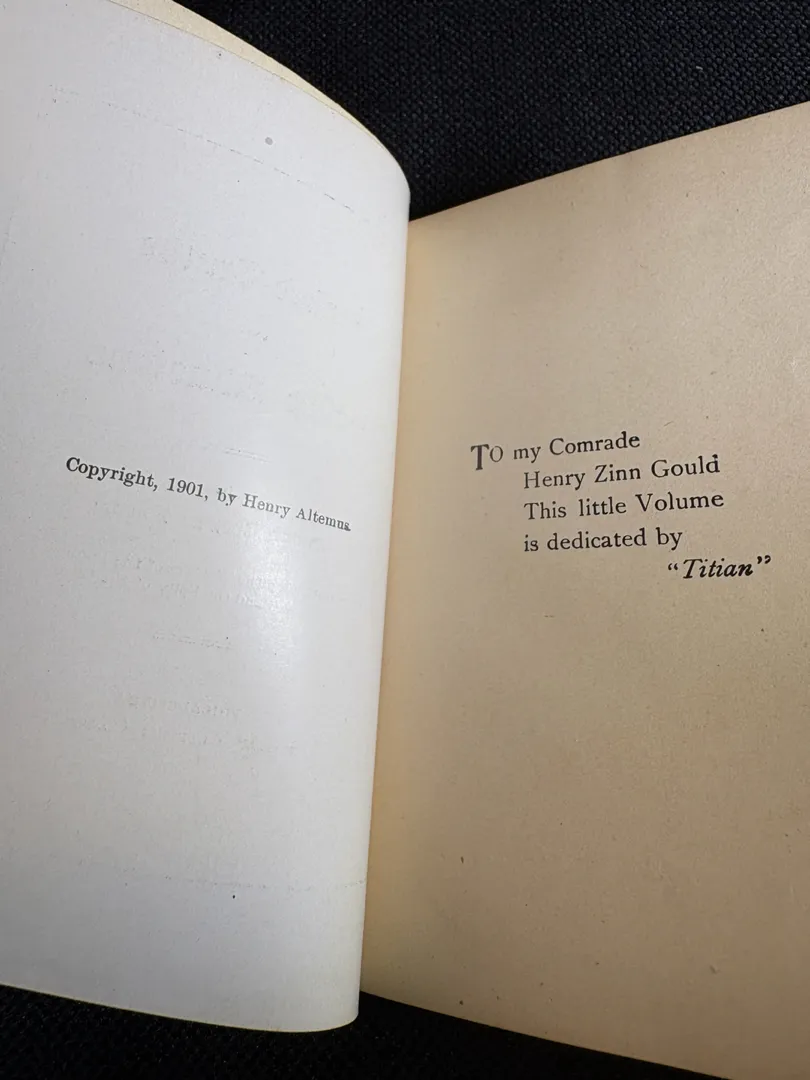 Copyright, 1901, by Henry Altemus
TO my Comrade
Henry Zinn Gould
This little Volume
is dedicated by
"Titian"